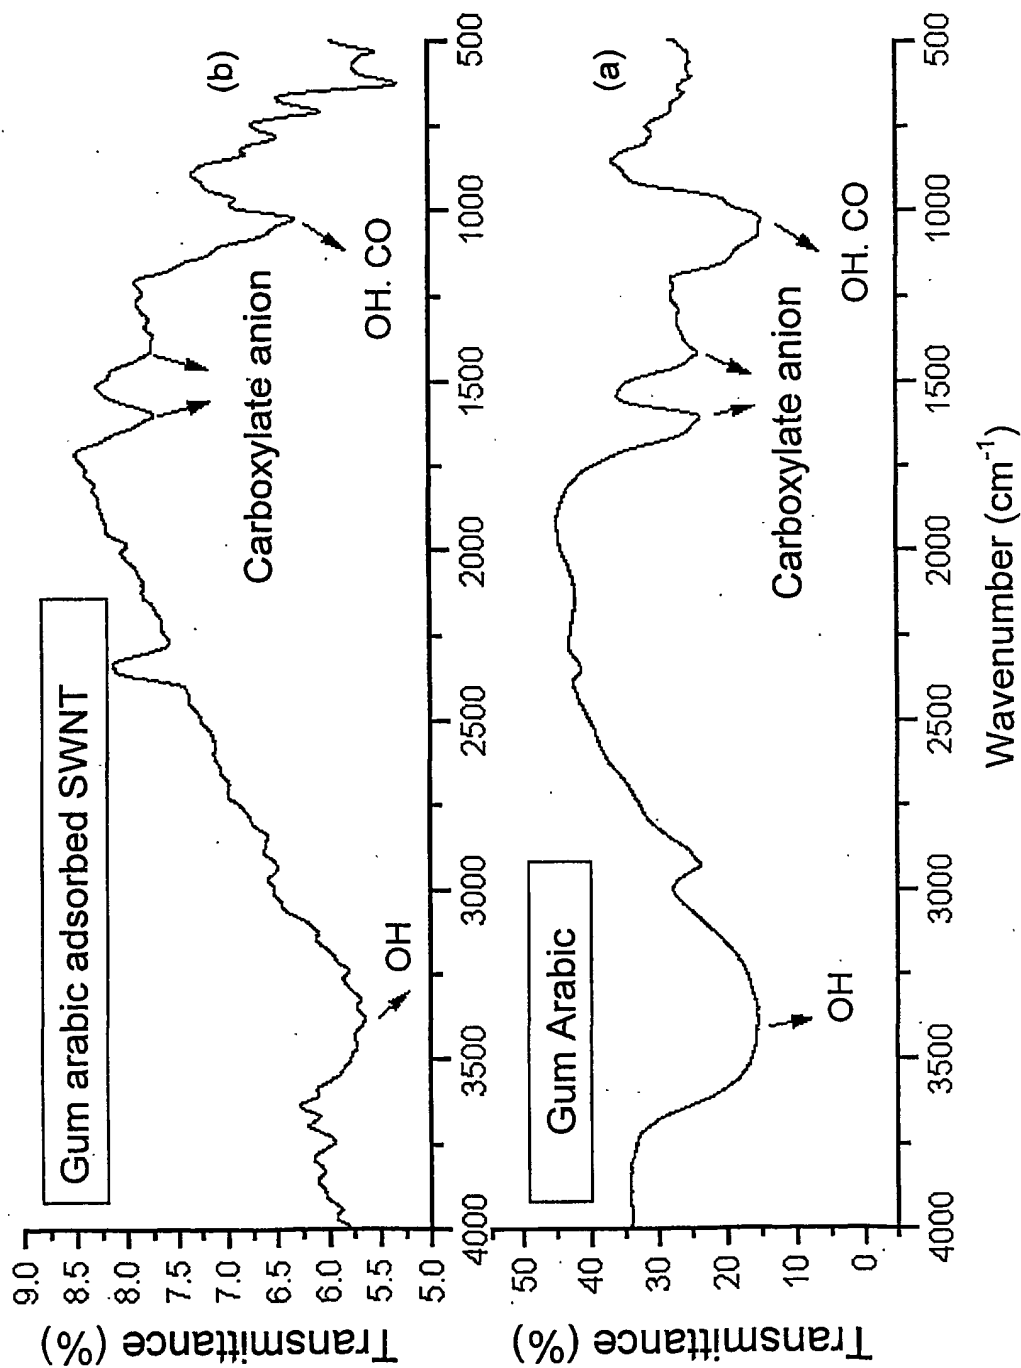 Gum arabic adsorbed SWNT
(b)
Transmittance (%)
9.0
8.5
8.0
7.5
7.0
6.5
6.0
5.5
5.0
OH
Carboxylate anion
OH. CO
4000 3500 3000 2500 2000 1500 1000 500
Gum Arabic
(a)
Transmittance (%)
50
40
30
20
10
0
OH
Carboxylate anion
OH. CO
4000 3500 3000 2500 2000 1500 1000 500
Wavenumber (cm⁻¹)